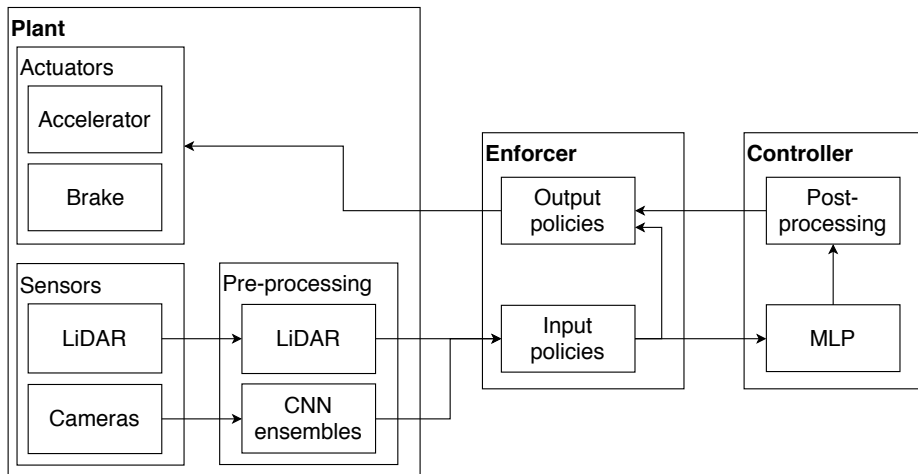 Plant
Actuators
Accelerator
Brake
Sensors
LiDAR
Cameras
Pre-processing
LiDAR
CNN
ensembles
Enforcer
Output
policies
Input
policies
Controller
Post-
processing
MLP